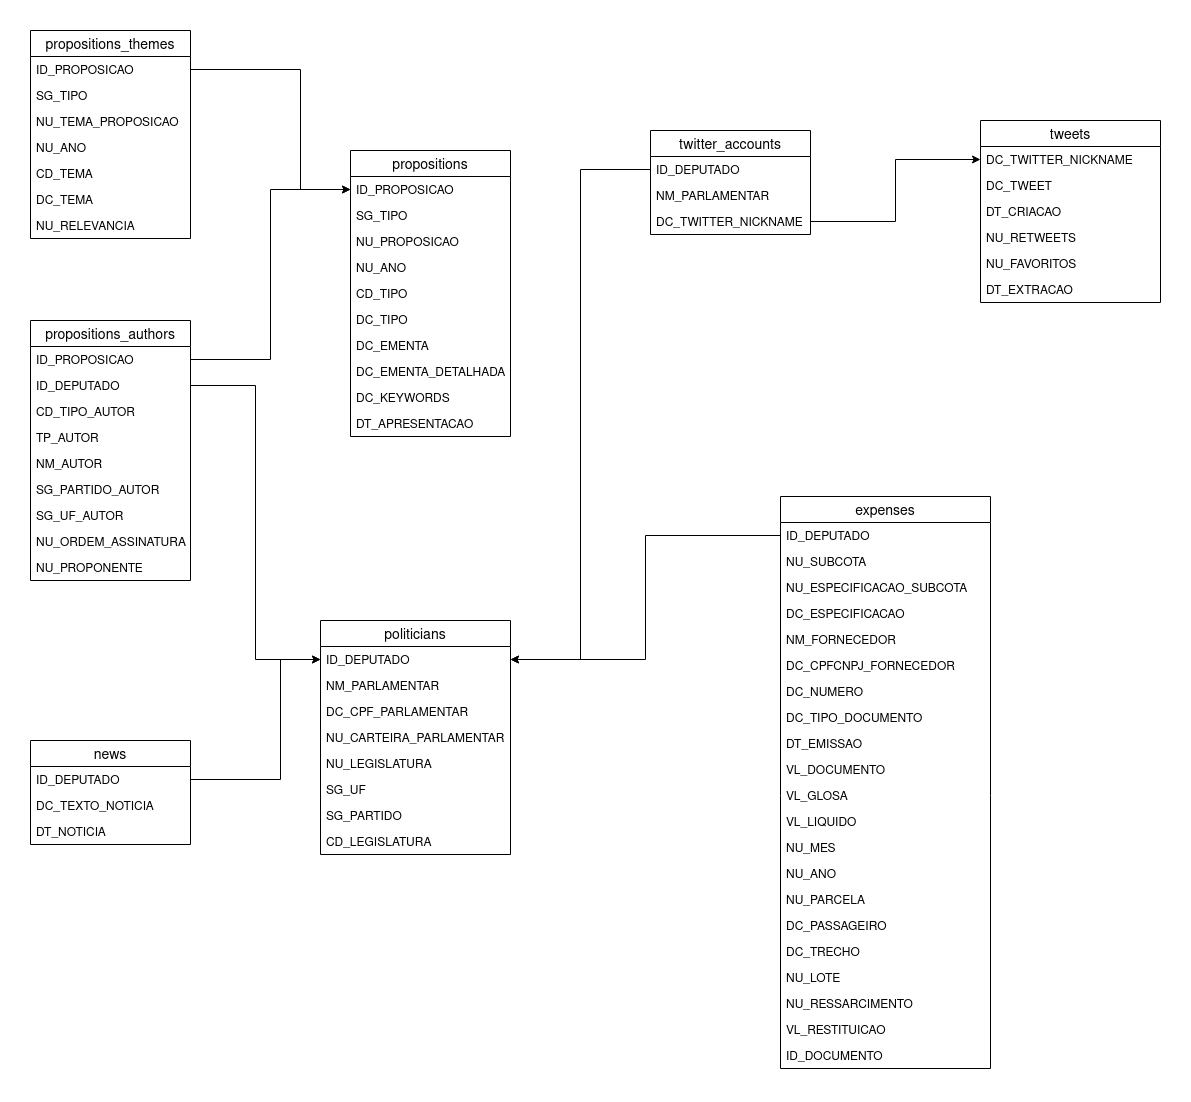 propositions_themes
ID_PROPOSICAO
SG_TIPO
NU_TEMA_PROPOSICAO
NU_ANO
CD_TEMA
DC_TEMA
NU_RELEVANCIA
propositions
ID_PROPOSICAO
SG_TIPO
NU_PROPOSICAO
NU_ANO
CD_TIPO
DC_TIPO
DC_EMENTA
DC_EMENTA_DETALHADA
DC_KEYWORDS
DT_APRESENTACAO
twitter_accounts
ID_DEPUTADO
NM_PARLAMENTAR
DC_TWITTER_NICKNAME
tweets
DC_TWITTER_NICKNAME
DC_TWEET
DT_CRIACAO
NU_RETWEETS
NU_FAVORITOS
DT_EXTRACAO
propositions_authors
ID_PROPOSICAO
ID_DEPUTADO
CD_TIPO_AUTOR
TP_AUTOR
NM_AUTOR
SG_PARTIDO_AUTOR
SG_UF_AUTOR
NU_ORDEM_ASSINATURA
NU_PROPONENTE
politicians
ID_DEPUTADO
NM_PARLAMENTAR
DC_CPF_PARLAMENTAR
NU_CARTEIRA_PARLAMENTAR
NU_LEGISLATURA
SG_UF
SG_PARTIDO
CD_LEGISLATURA
news
ID_DEPUTADO
DC_TEXTO_NOTICIA
DT_NOTICIA
expenses
ID_DEPUTADO
NU_SUBCOTA
NU_ESPECIFICACAO_SUBCOTA
DC_ESPECIFICACAO
NM_FORNECEDOR
DC_CPFCNPJ_FORNECEDOR
DC_NUMERO
DC_TIPO_DOCUMENTO
DT_EMISSAO
VL_DOCUMENTO
VL_GLOSA
VL_LIQUIDO
NU_MES
NU_ANO
NU_PARCELA
DC_PASSAGEIRO
DC_TRECHO
NU_LOTE
NU_RESSARCIMENTO
VL_RESTITUICAO
ID_DOCUMENTO